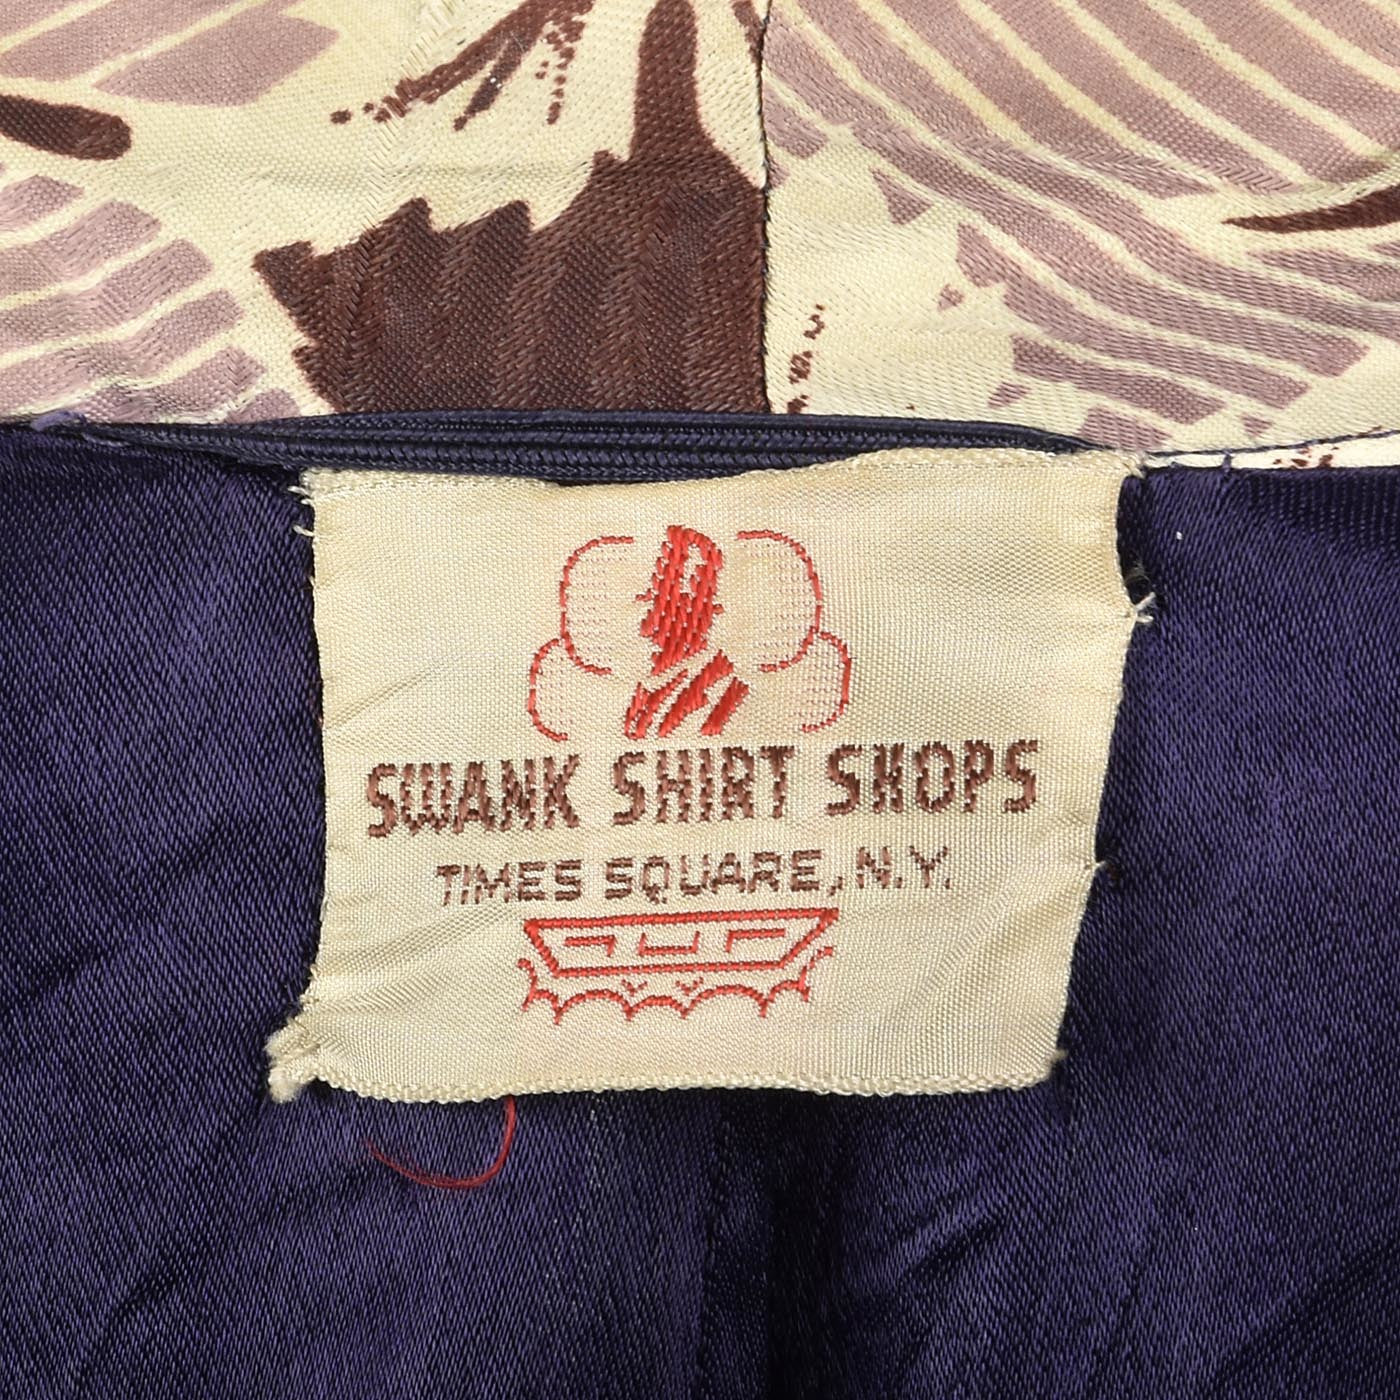 SWANK SHIRT SHOPS
TIMES SQUARE, N.Y.